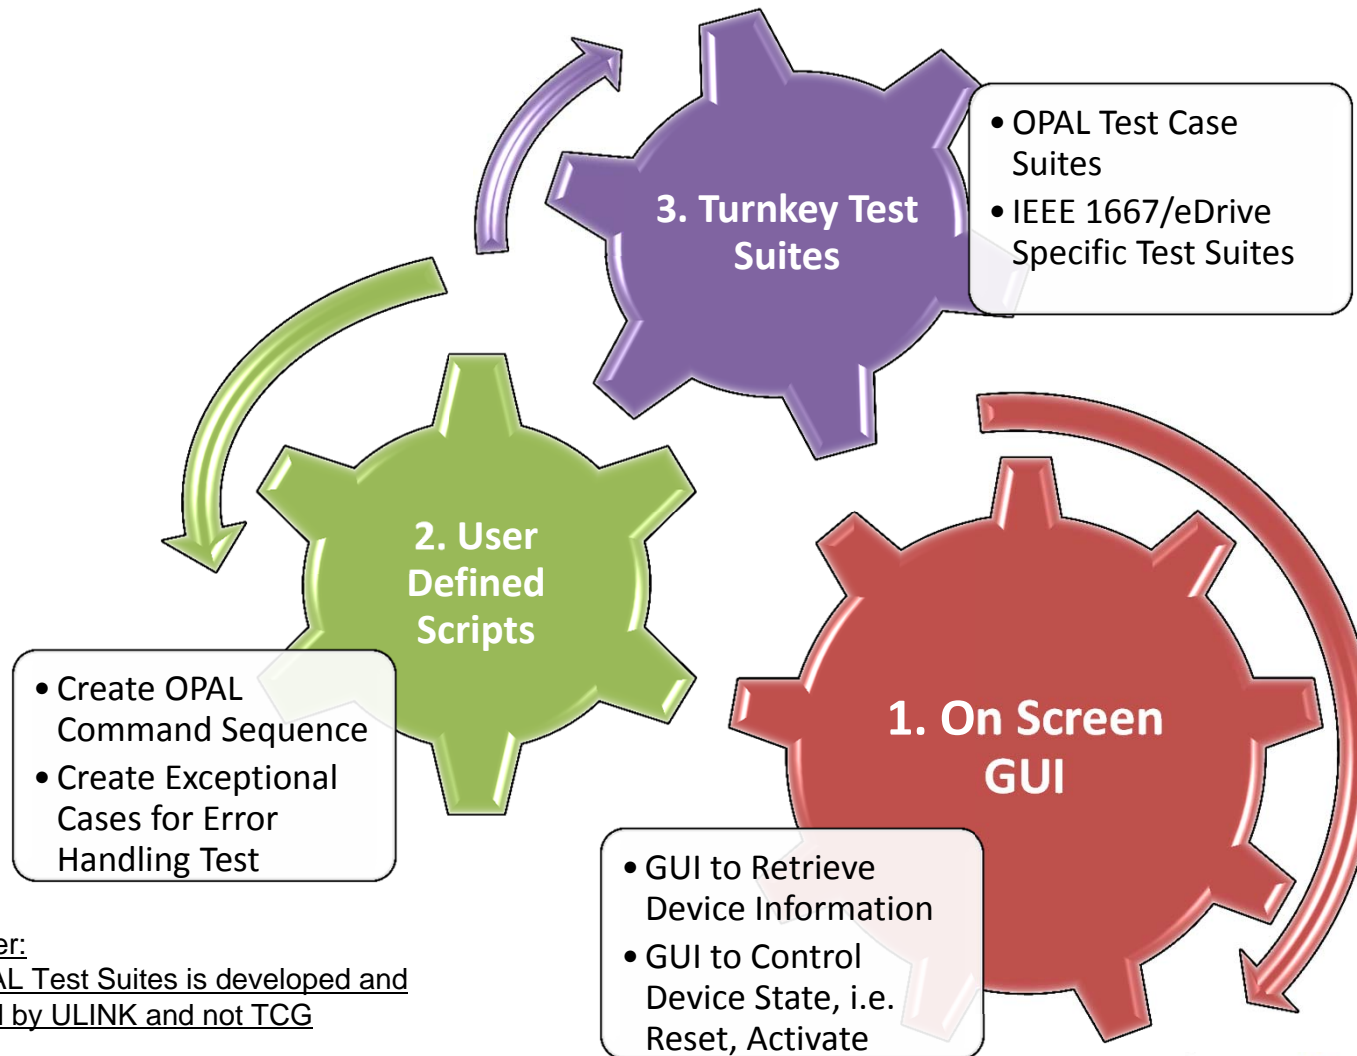 3. Turnkey Test
Suites
• OPAL Test Case
Suites
• IEEE 1667/eDrive
Specific Test Suites
2. User
Defined
Scripts
• Create OPAL
Command Sequence
• Create Exceptional
Cases for Error
Handling Test
1. On Screen
GUI
• GUI to Retrieve
Device Information
• GUI to Control
Device State, i.e.
Reset, Activate
Test Suites is developed and
by ULINK and not TCG